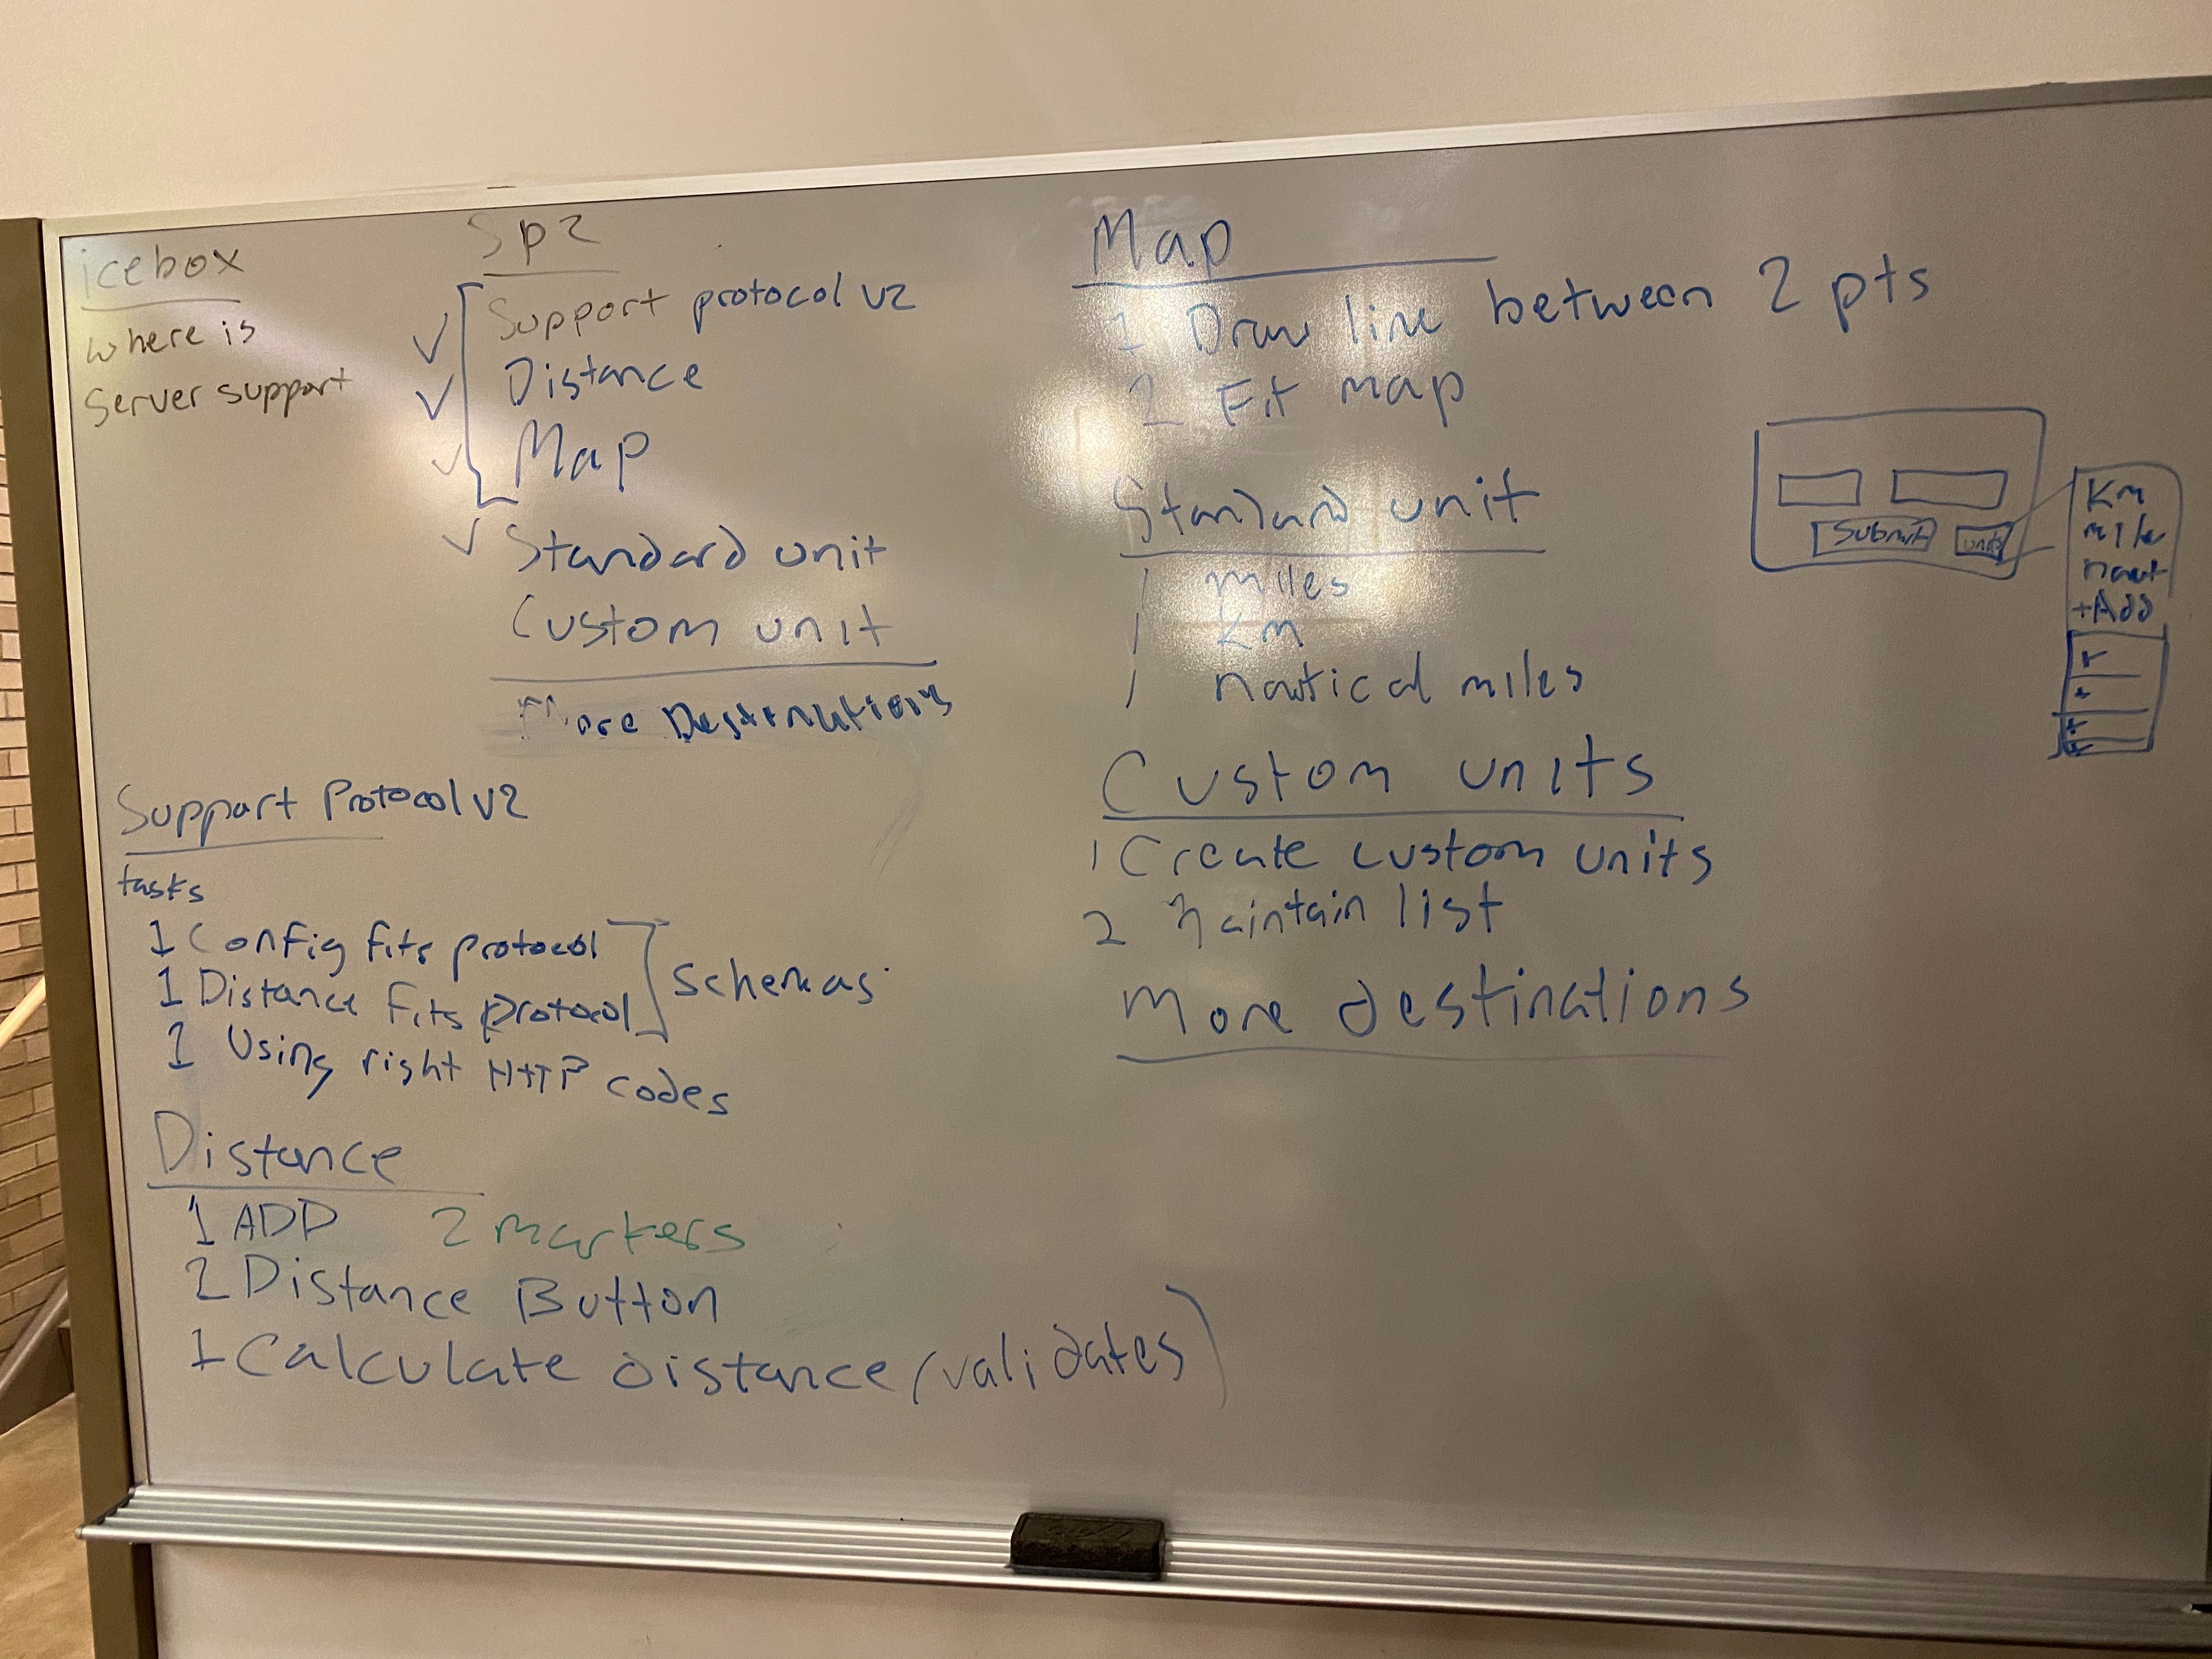 icebox
where is
Server support
Sp2
✓ Support protocol v2
✓ Distance
✓ Map
✓ Standard unit
Custom unit
More Destinations
Support Protocol v2
tasks
1 Config fits protocol
1 Distance fits protocol
schemas
1 Using right HTTP codes
Distance
1 ADD 2 markers
2 Distance Button
1 Calculate distance (validates)
Map
1 Draw line between 2 pts
2 Fit map
Standard unit
1 miles
1 Km
1 nautical miles
Custom units
1 Create custom units
2 Maintain list
More destinations
Submit units
Km
mile
naut
+Add